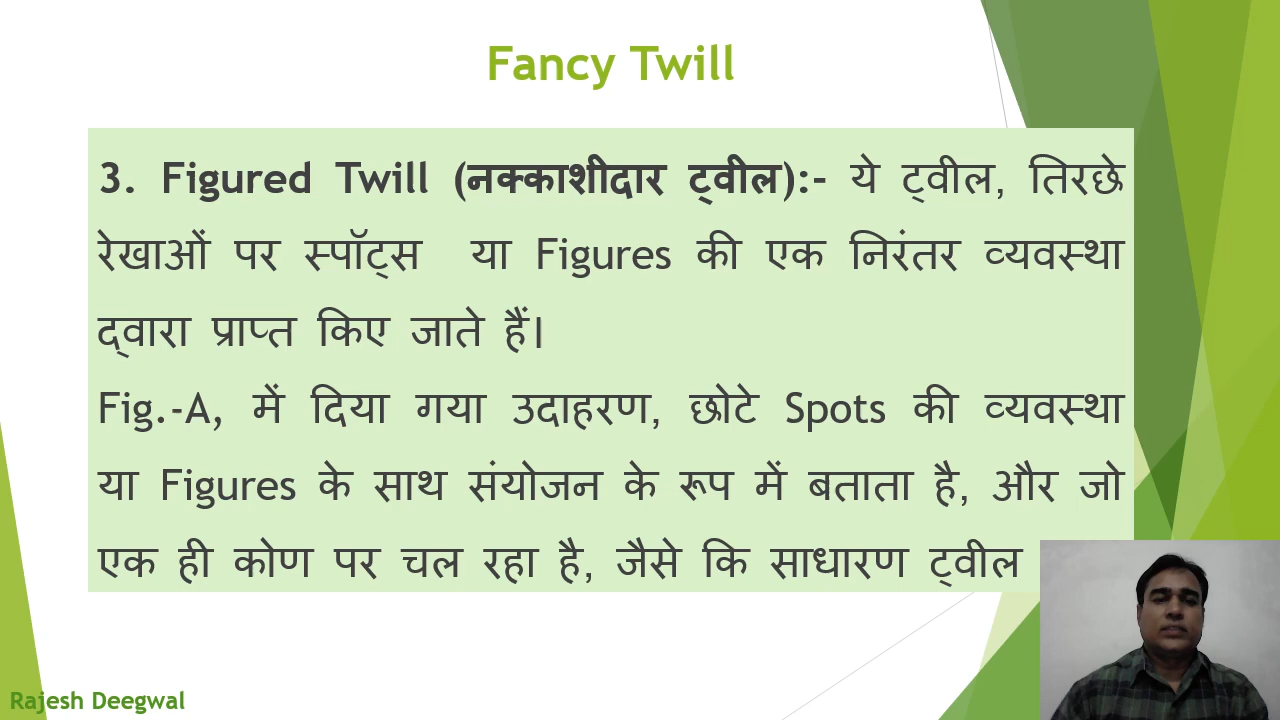 Fancy Twill
3. Figured Twill (नक्काशीदार ट्वील):- ये ट्वील, तिरछे
रेखाओं पर स्पॉट्स या Figures की एक निरंतर व्यवस्था
द्वारा प्राप्त किए जाते हैं।
Fig.-A, में दिया गया उदाहरण, छोटे Spots की व्यवस्था
या Figures के साथ संयोजन के रूप में बताता है, और जो
एक ही कोण पर चल रहा है, जैसे कि साधारण ट्वील
Rajesh Deegwal